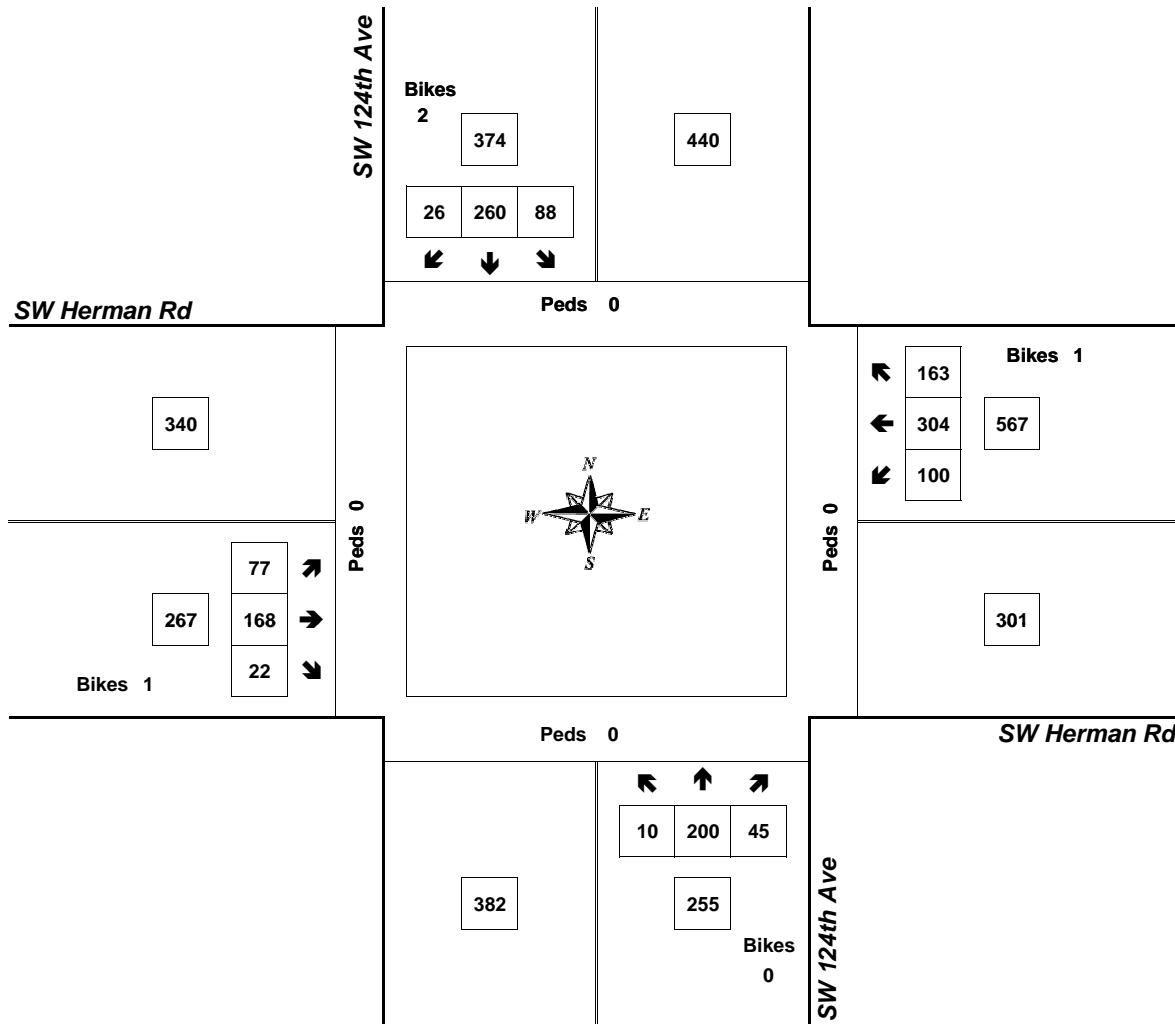 SW 124th Ave
Bikes
2
374
440
26 260 88
SW Herman Rd
Peds 0
163
Bikes 1
340
304
567
100
N
W E
S
Peds 0
Peds 0
77
267
168
301
22
Bikes 1
Peds 0
SW Herman Rd
10 200 45
382
255
SW 124th Ave
Bikes
0